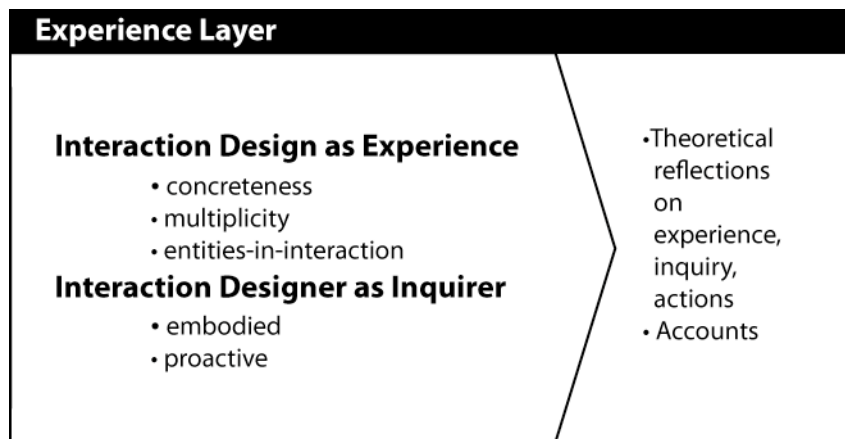 Experience Layer
Interaction Design as Experience
• concreteness
• multiplicity
• entities-in-interaction
Interaction Designer as Inquirer
• embodied
• proactive
•Theoretical
reflections
on
experience,
inquiry,
actions
• Accounts